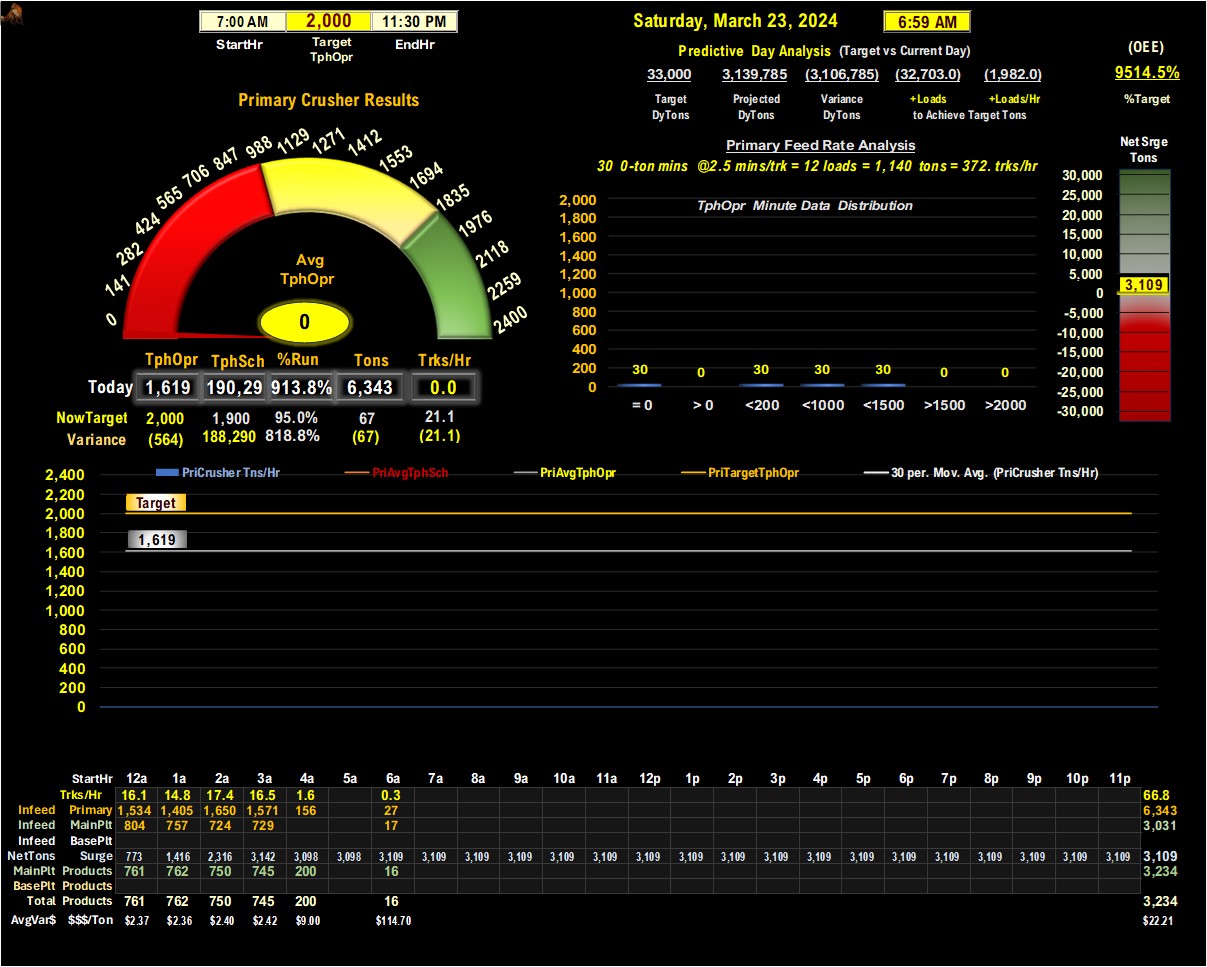 7:00 AM 2,000 11:30 PM
StartHr Target TphOpr EndHr
Saturday, March 23, 2024 6:59 AM
Predictive Day Analysis (Target vs Current Day)
33,000 3,139,785 (3,106,785) (32,703.0) (1,982.0)
Target Projected Variance +Loads +Loads/Hr
DyTons DyTons DyTons to Achieve Target Tons
(OEE)
9514.5%
%Target
Primary Crusher Results
0 141 282 424 565 706 847 988 1129 1271 1412 1553 1694 1835 1976 2118 2259 2400
Avg
TphOpr
0
TphOpr TphSch %Run Tons Trks/Hr
Today 1,619 190,29 913.8% 6,343 0.0
NowTarget 2,000 1,900 95.0% 67 21.1
Variance (564) 188,290 818.8% (67) (21.1)
Primary Feed Rate Analysis
30 0-ton mins @2.5 mins/trk = 12 loads = 1,140 tons = 372. trks/hr
TphOpr Minute Data Distribution
2,000
1,800
1,600
1,400
1,200
1,000
800
600
400
200
0
30 0 30 30 30 0 0
= 0 > 0 <200 <1000 <1500 >1500 >2000
Net Srge
Tons
30,000
25,000
20,000
15,000
10,000
5,000
3,109
0
-5,000
-10,000
-15,000
-20,000
-25,000
-30,000
PriCrusher Tns/Hr PriAvgTphSch PriAvgTphOpr PriTargetTphOpr 30 per. Mov. Avg. (PriCrusher Tns/Hr)
2,400
2,200
2,000
1,800
1,600
1,400
1,200
1,000
800
600
400
200
0
Target
1,619
StartHr 12a 1a 2a 3a 4a 5a 6a 7a 8a 9a 10a 11a 12p 1p 2p 3p 4p 5p 6p 7p 8p 9p 10p 11p
Trks/Hr 16.1 14.8 17.4 16.5 1.6 0.3 66.8
Infeed Primary 1,534 1,405 1,650 1,571 156 27 6,343
Infeed MainPlt 804 757 724 729 17 3,031
Infeed BasePlt
NetTons Surge 773 1,416 2,316 3,142 3,098 3,098 3,109 3,109 3,109 3,109 3,109 3,109 3,109 3,109 3,109 3,109 3,109 3,109 3,109 3,109 3,109 3,109 3,109 3,109 3,109
MainPlt Products 761 762 750 745 200 16 3,234
BasePlt Products
Total Products 761 762 750 745 200 16 3,234
AvgVar$ $$$/Ton $2.37 $2.36 $2.40 $2.42 $9.00 $114.70 $22.21